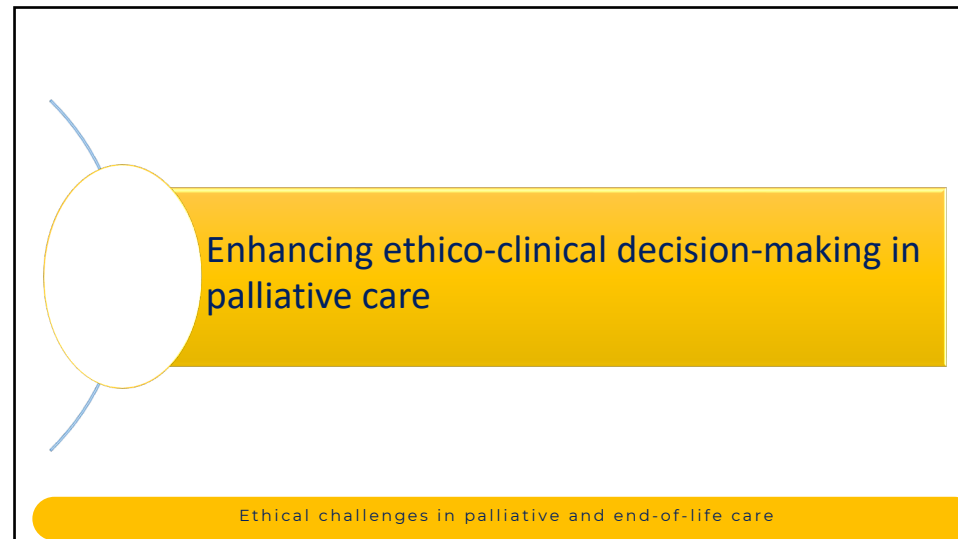 Enhancing ethico-clinical decision-making in
palliative care
Ethical challenges in palliative and end-of-life care